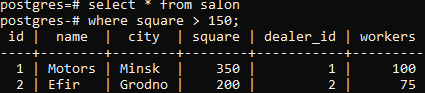 postgres=# select * from salon
postgres-# where square > 150;
 id |  name  |  city  | square | dealer_id | workers
----+--------+--------+--------+-----------+---------
  1 | Motors | Minsk  |    350 |         1 |     100
  2 | Efir   | Grodno |    200 |         2 |      75